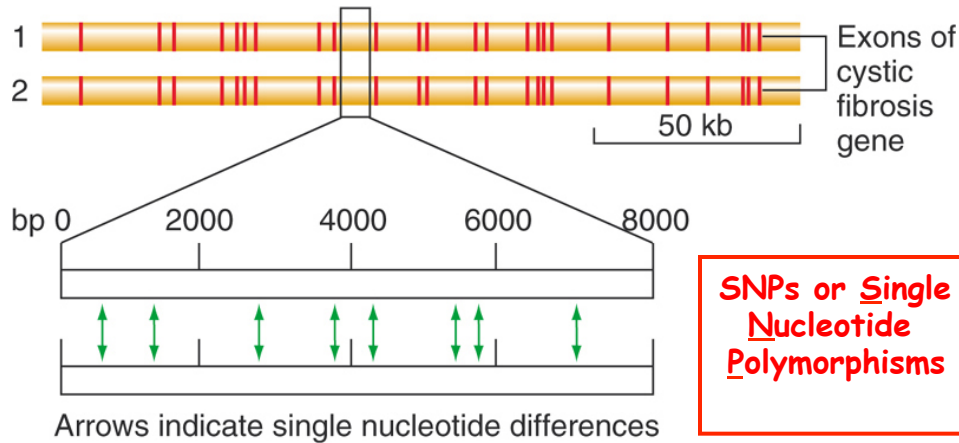 1
2
Exons of
cystic
fibrosis
gene
50 kb
bp 0 2000 4000 6000 8000
SNPs or Single
Nucleotide
Polymorphisms
Arrows indicate single nucleotide differences